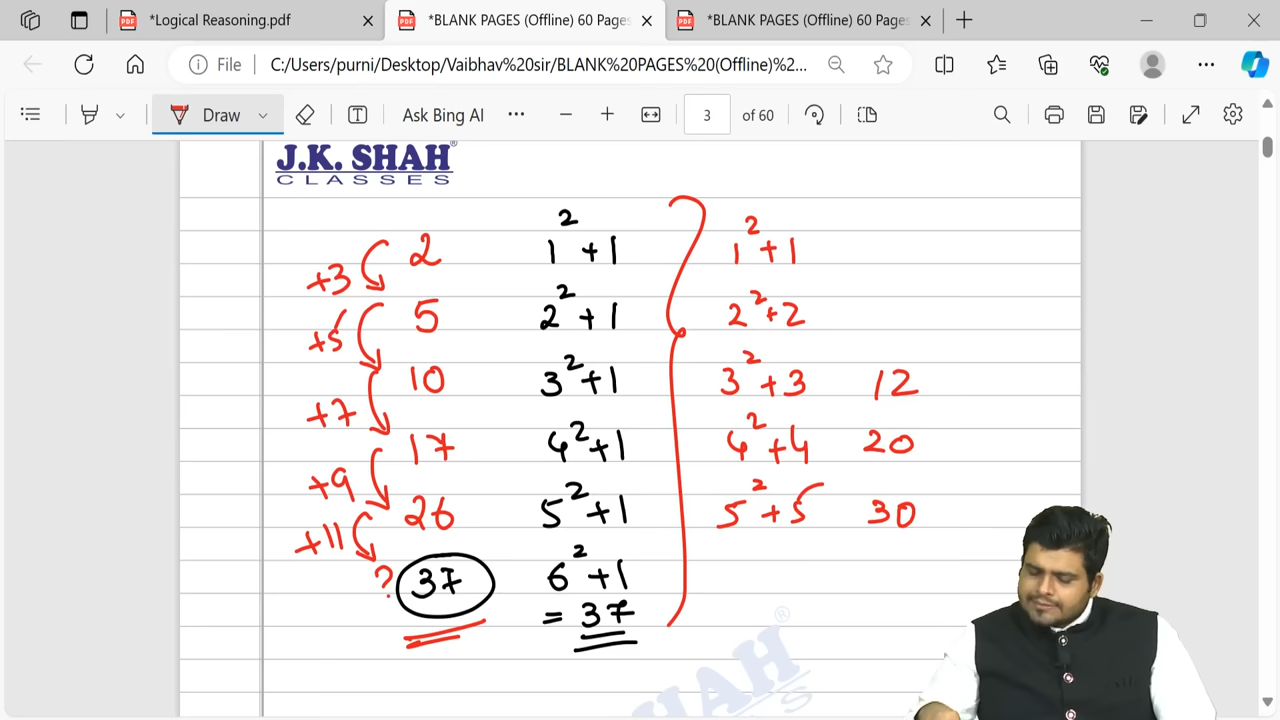 *Logical Reasoning.pdf
*BLANK PAGES (Offline) 60 Pages
*BLANK PAGES (Offline) 60 Pages
File
C:/Users/purni/Desktop/Vaibhav%20sir/BLANK%20PAGES%20(Offline)%2...
Draw
Ask Bing AI
3 of 60
J.K. SHAH®
CLASSES
2 1²+1 1²+1
+3
5 2²+1 2²+2
+5
10 3²+1 3²+3 12
+7
17 4²+1 4²+4 20
+9
26 5²+1 5²+5 30
+11
? 37 6²+1
= 37
SHAH®